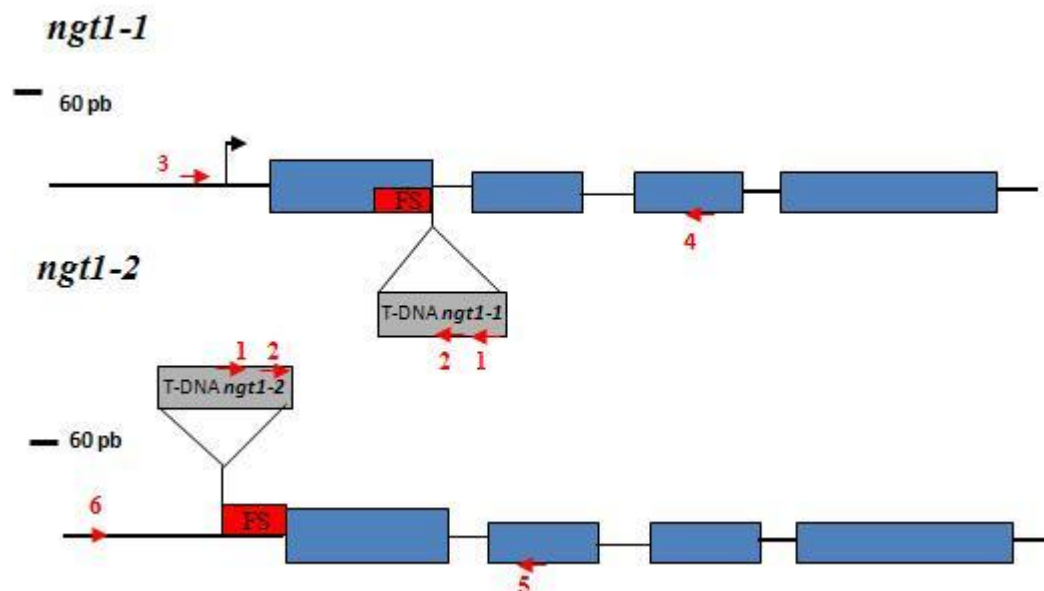 ngt1-1
60 pb
3
FS
4
T-DNA ngt1-1
2 1
ngt1-2
1 2
T-DNA ngt1-2
60 pb
6
FS
5